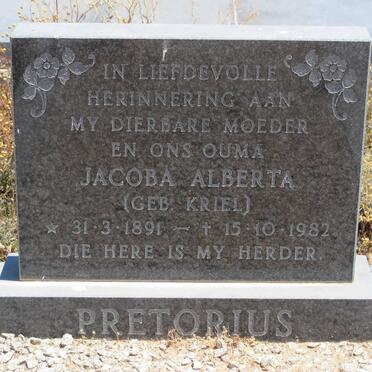 IN LIEFDEVOLLE
HERINNERING AAN
MY DIERBARE MOEDER
EN ONS OUMA
JACOBA ALBERTA
(GEB. KRIEL)
★ 31·3·1891 — † 15·10·1982
DIE HERE IS MY HERDER.
PRETORIUS